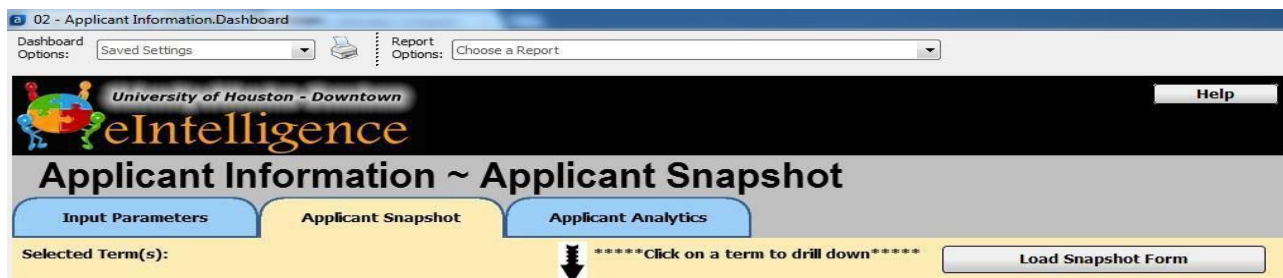 02 - Applicant Information.Dashboard
Dashboard Options: Saved Settings Report Options: Choose a Report
University of Houston - Downtown Help
eIntelligence
Applicant Information ~ Applicant Snapshot
Input Parameters Applicant Snapshot Applicant Analytics
Selected Term(s): *****Click on a term to drill down***** Load Snapshot Form